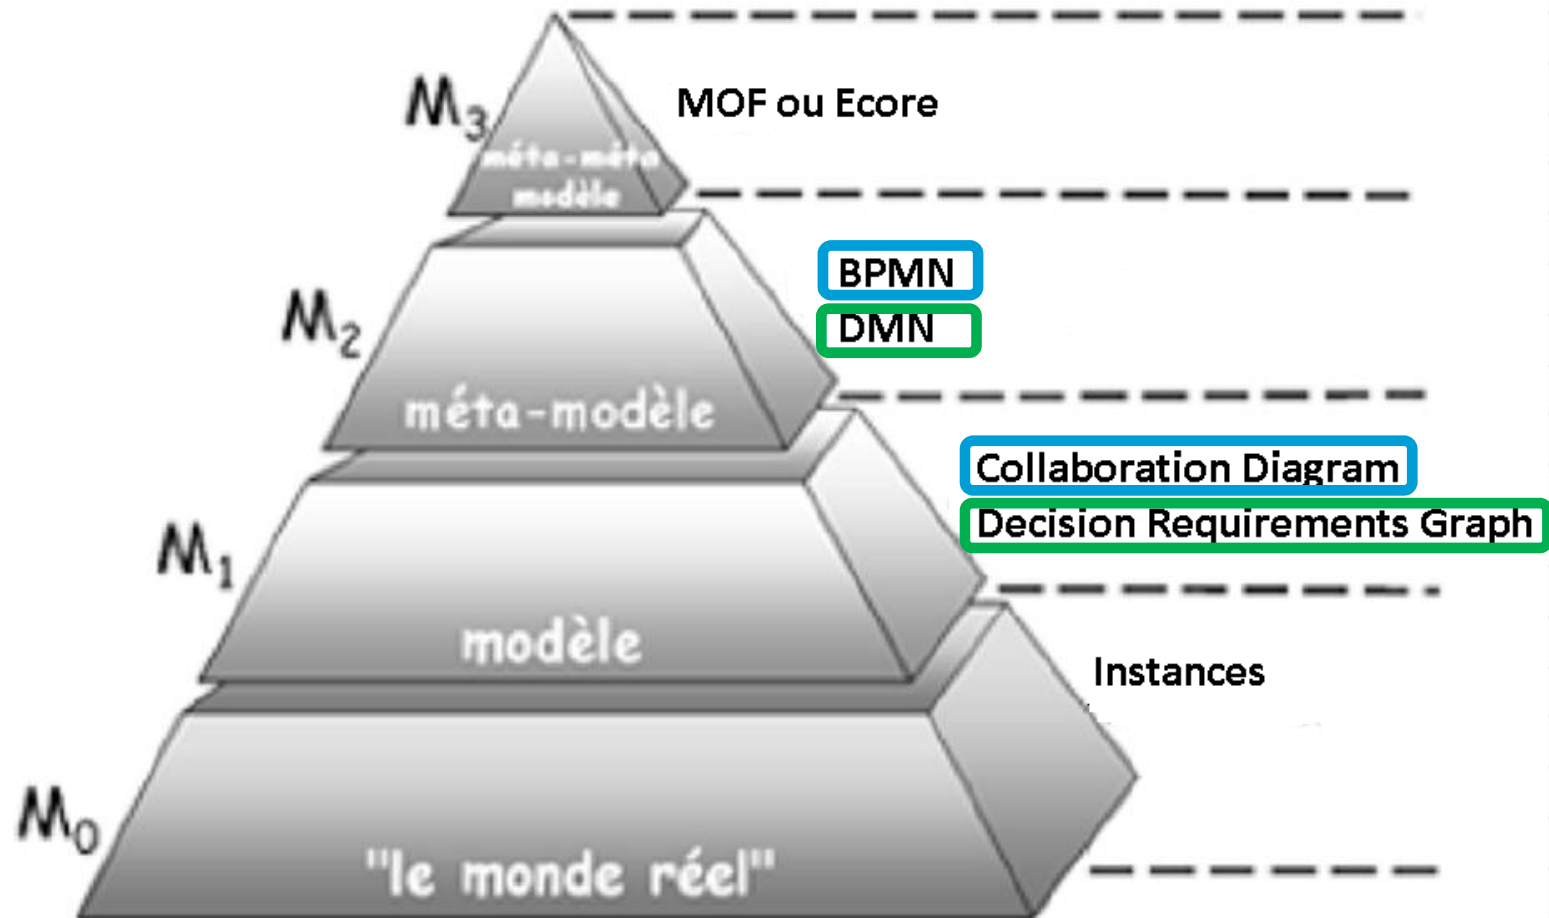 M3
méta-méta
modèle
MOF ou Ecore
M2
méta-modèle
BPMN
DMN
M1
modèle
Collaboration Diagram
Decision Requirements Graph
M0
"le monde réel"
Instances